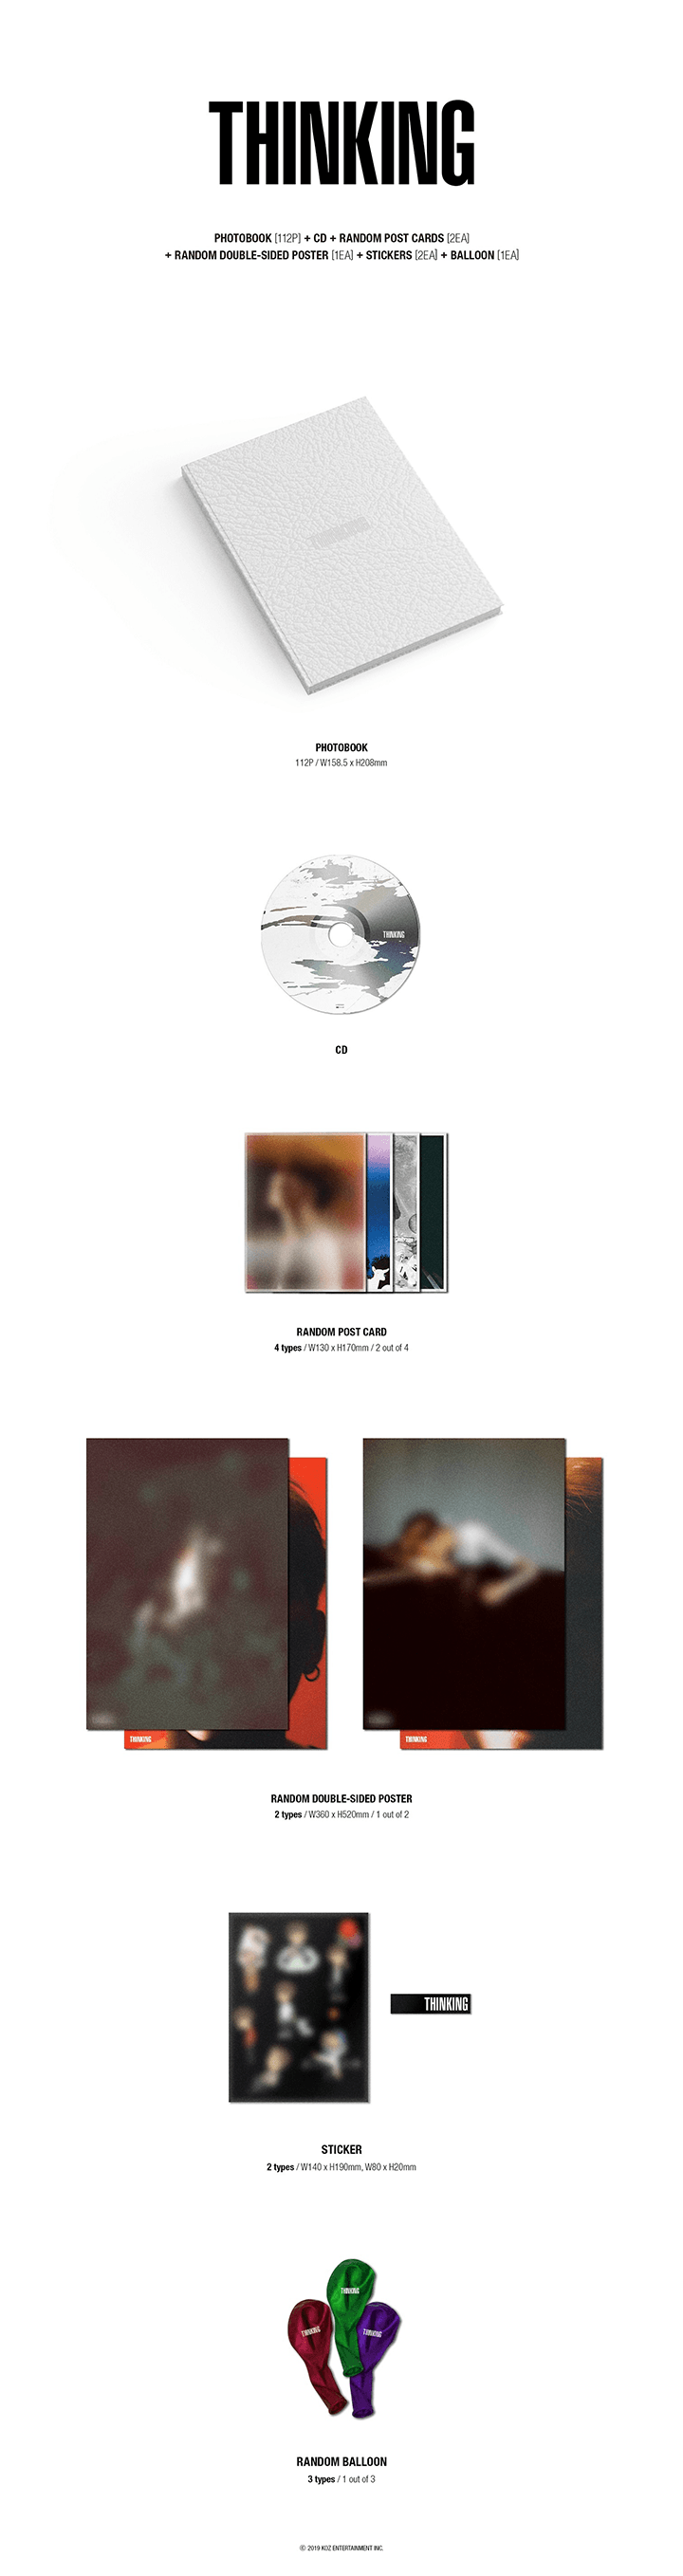 THINKING
PHOTOBOOK [112P] + CD + RANDOM POST CARDS [2EA]
+ RANDOM DOUBLE-SIDED POSTER [1EA] + STICKERS [2EA] + BALLOON [1EA]
PHOTOBOOK
112P / W158.5 x H208mm
THINKING
CD
RANDOM POST CARD
4 types / W130 x H170mm / 2 out of 4
THINKING
THINKING
RANDOM DOUBLE-SIDED POSTER
2 types / W360 x H520mm / 1 out of 2
THINKING
STICKER
2 types / W140 x H190mm, W80 x H20mm
THINKING
THINKING
THINKING
RANDOM BALLOON
3 types / 1 out of 3
© 2019 KOZ ENTERTAINMENT INC.